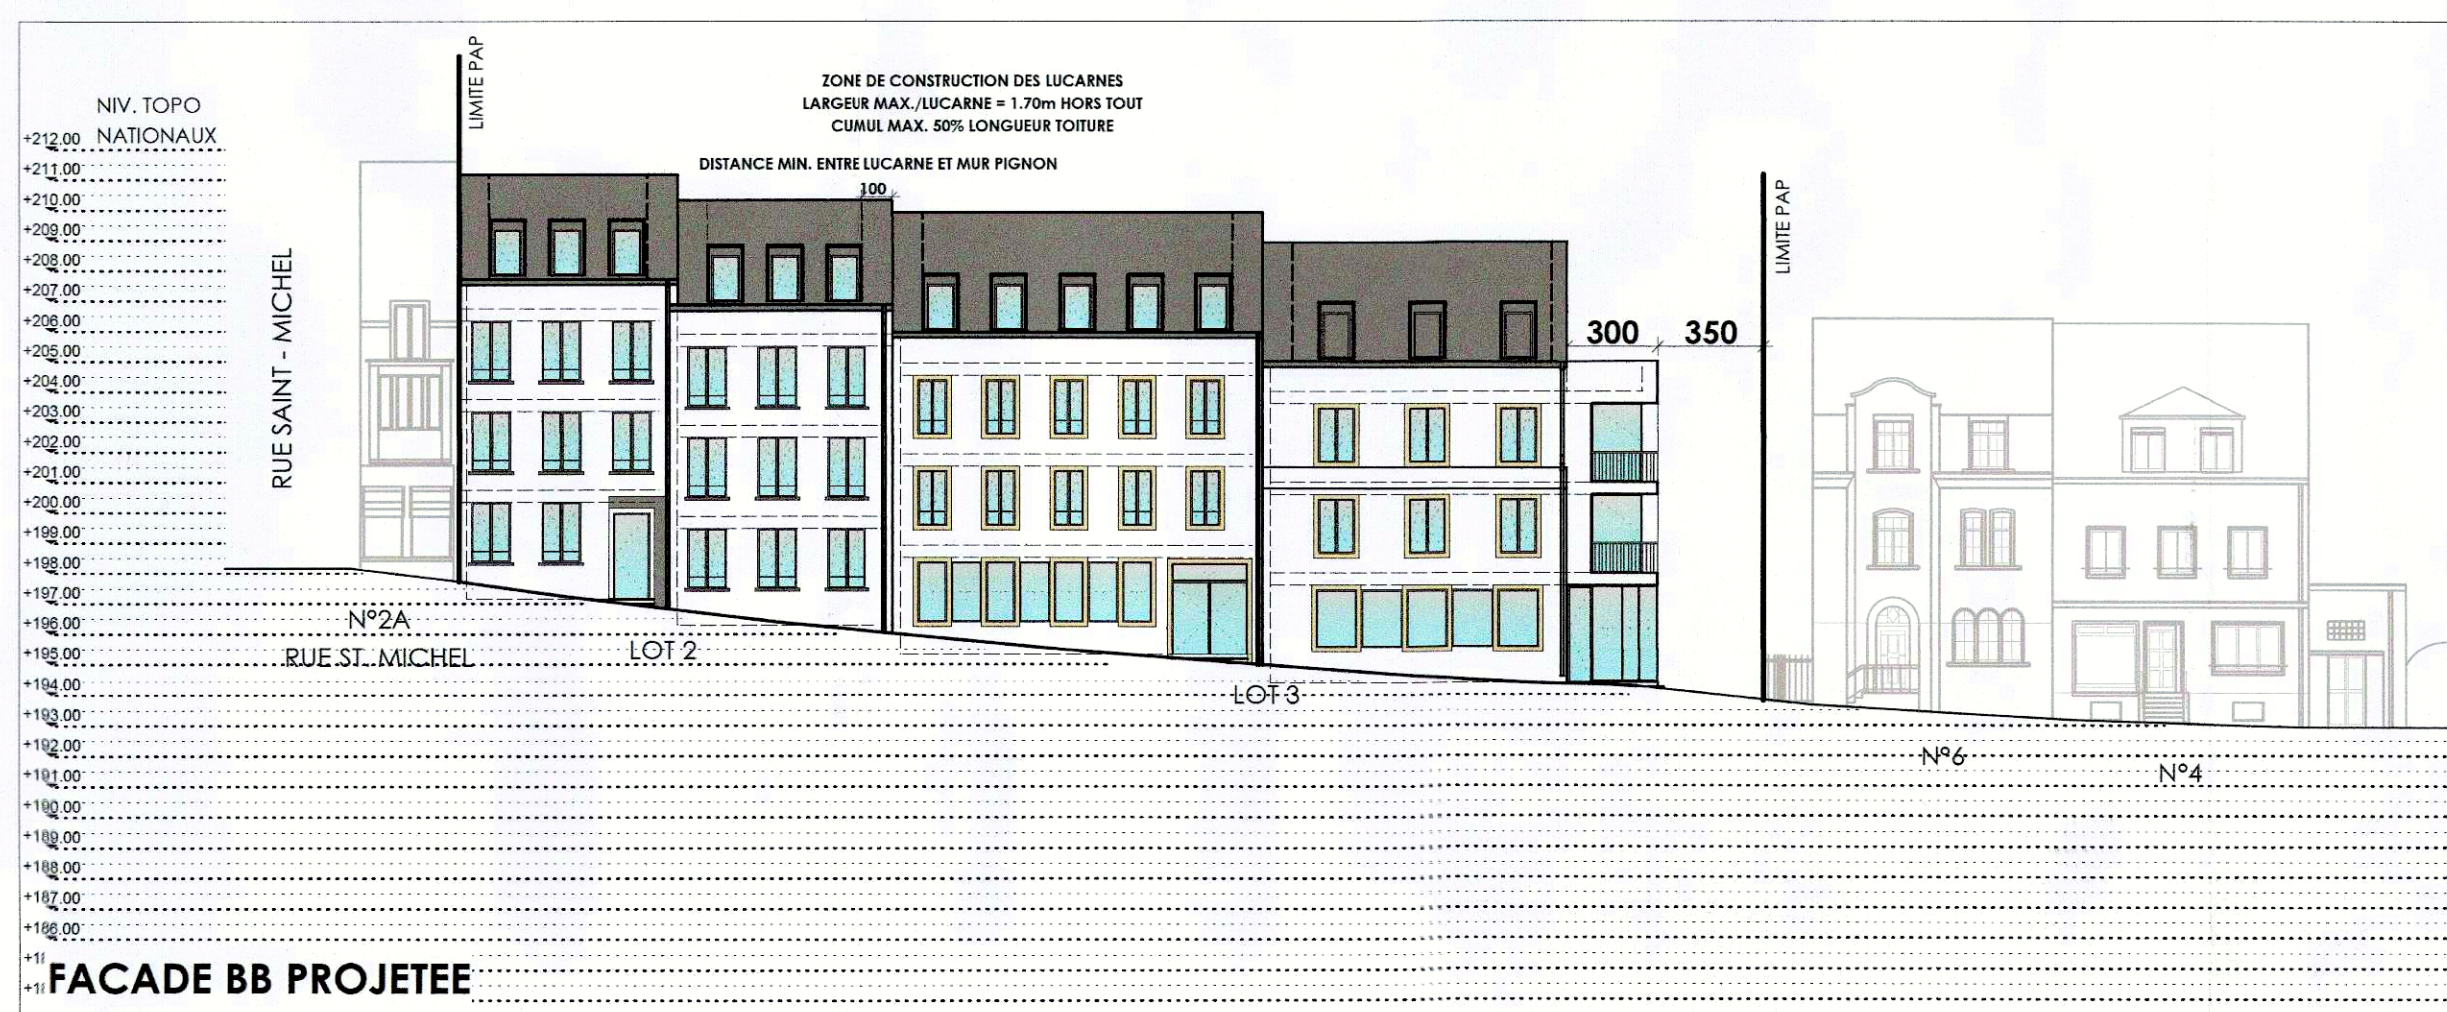 LIMITE PAP
ZONE DE CONSTRUCTION DES LUCARNES
LARGEUR MAX./LUCARNE = 1.70m HORS TOUT
CUMUL MAX. 50% LONGUEUR TOITURE
DISTANCE MIN. ENTRE LUCARNE ET MUR PIGNON
100
NIV. TOPO
NATIONAUX
+212.00
+211.00
+210.00
+209.00
+208.00
+207.00
+206.00
+205.00
+204.00
+203.00
+202.00
+201.00
+200.00
+199.00
+198.00
+197.00
+196.00
+195.00
+194.00
+193.00
+192.00
+191.00
+190.00
+189.00
+188.00
+187.00
+186.00
RUE SAINT - MICHEL
LIMITE PAP
300
350
N°2A
RUE ST. MICHEL
LOT 2
LOT 3
N°6
N°4
FACADE BB PROJETEE